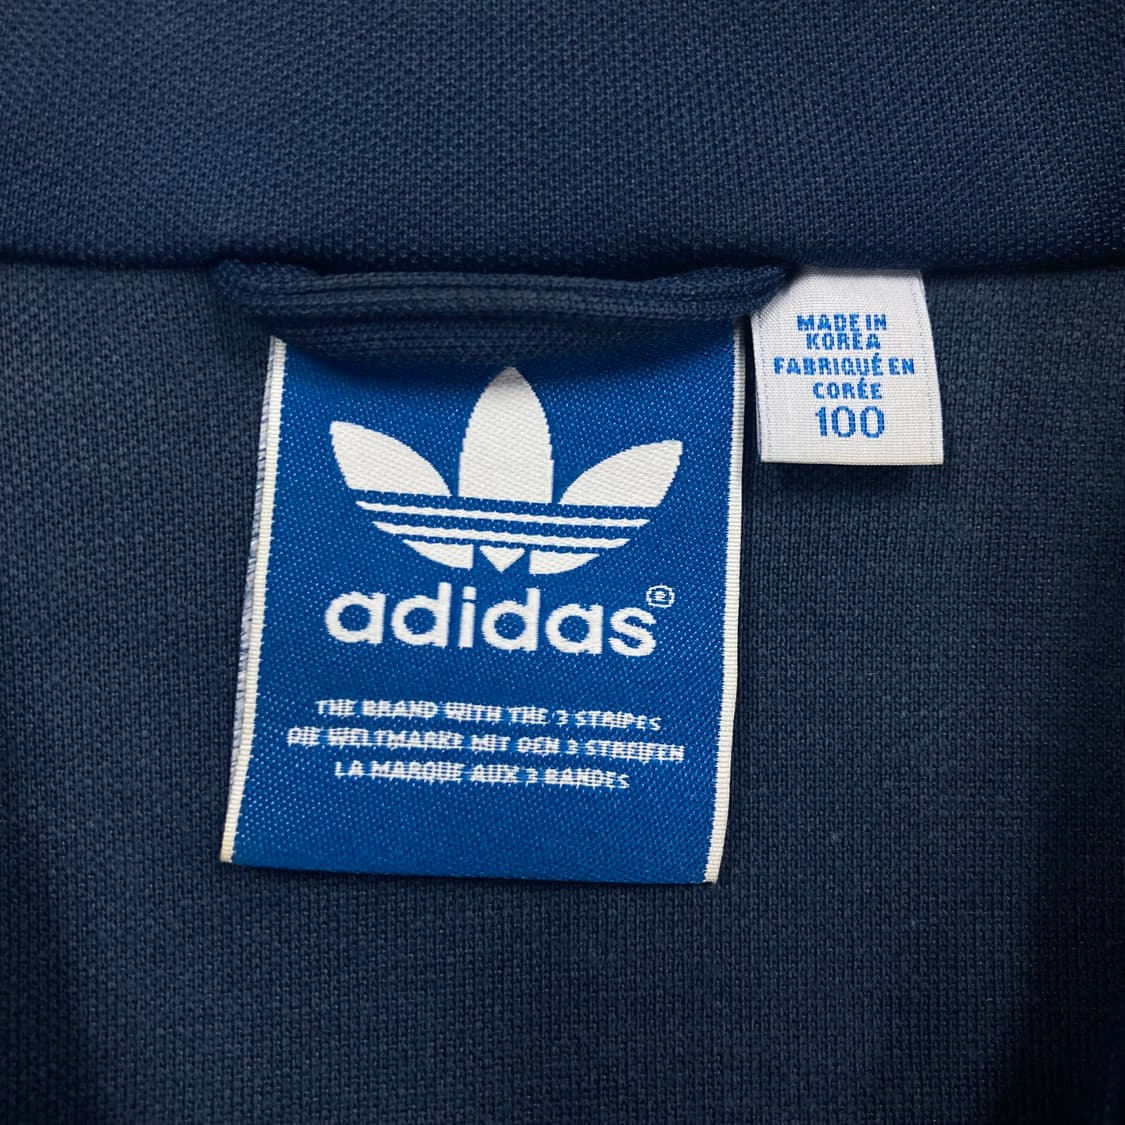 adidas®
THE BRAND WITH THE 3 STRIPES
DIE WELTMARKE MIT DEN 3 STREIFEN
LA MARQUE AUX 3 BANDES
MADE IN
KOREA
FABRIQUÉ EN
CORÉE
100